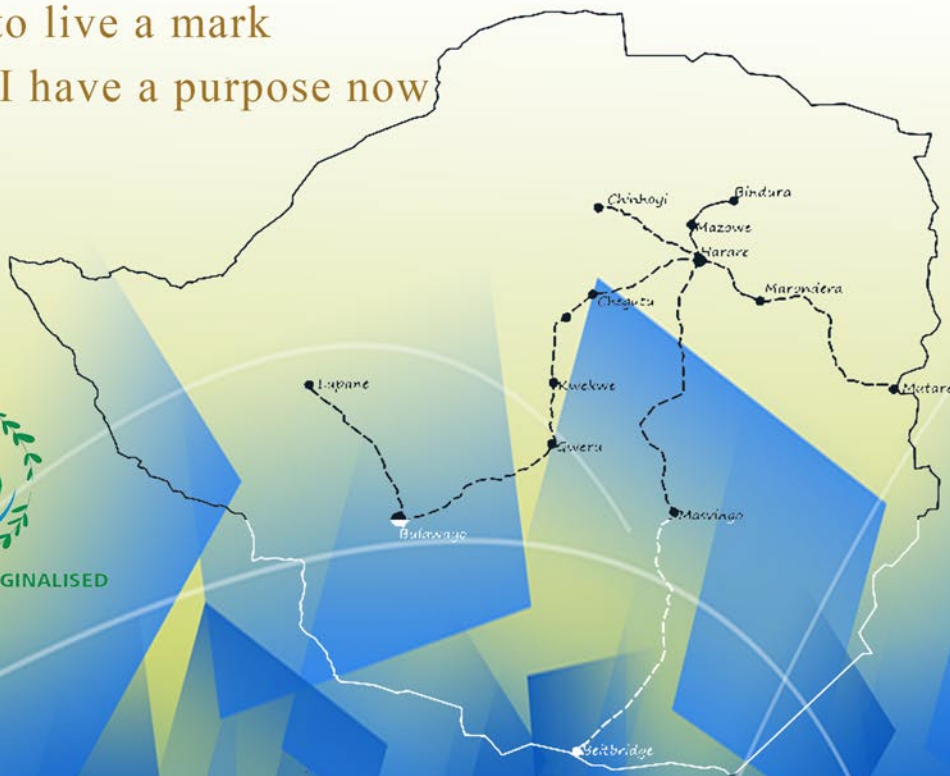 to live a mark
I have a purpose now
Chinhoyi
Bindura
Mazowe
Harare
Marondera
Chegutu
Lupane
Kwekwe
Mutare
Gweru
Masvingo
Bulawayo
GINALISED
Beitbridge